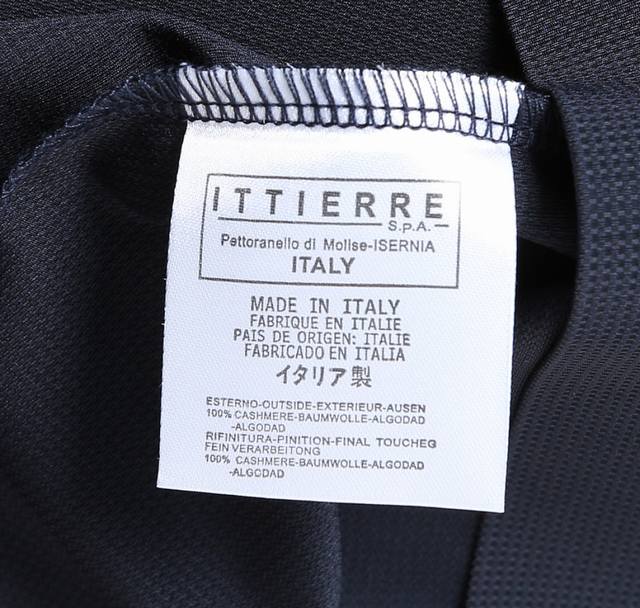 ITTIERRE
S.p.A.
Pettoranello di Molise-ISERNIA
ITALY
MADE IN ITALY
FABRIQUE EN ITALIE
PAIS DE ORIGEN: ITALIE
FABRICADO EN ITALIA
イタリア製
ESTERNO-OUTSIDE-EXTERIEUR-AUSEN
100% CASHMERE-BAUMWOLLE-ALGODAD
-ALGODAD
RIFINITURA-PINITION-FINAL TOUCHEG
FEIN VERARBEITONG
100% CASHMERE-BAUMWOLLE-ALGODAD
-ALGODAD